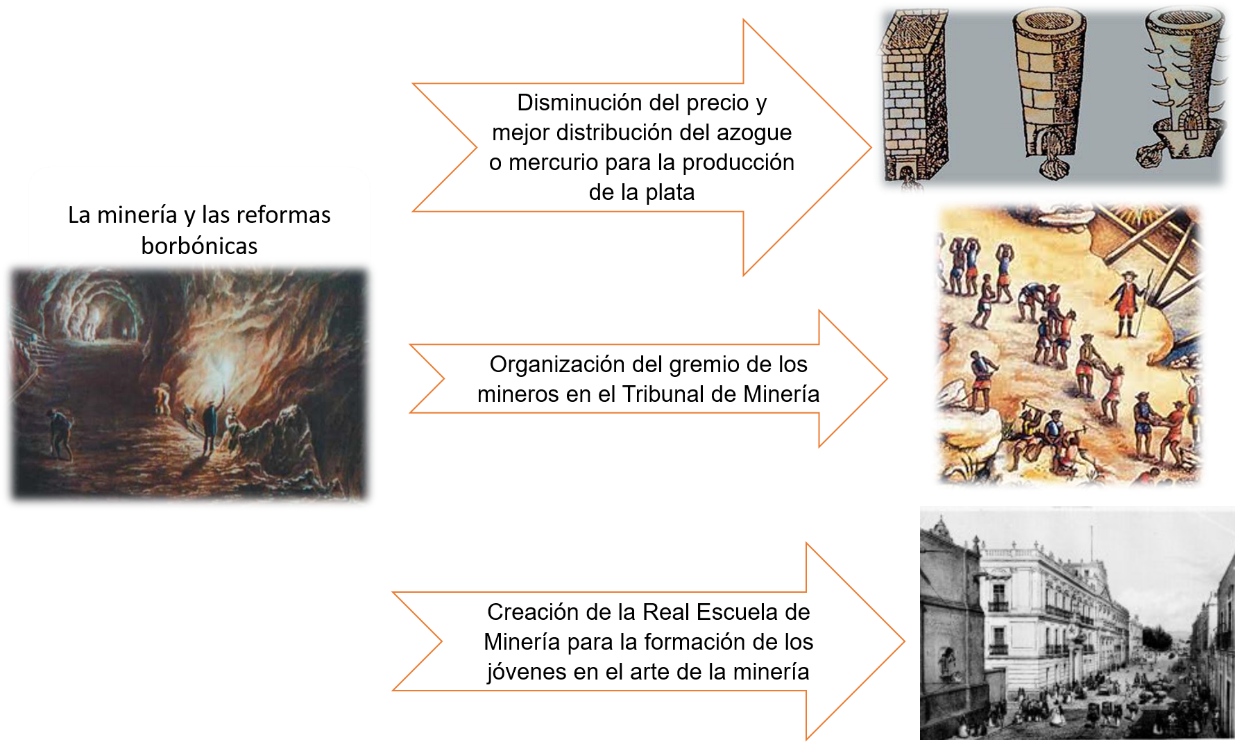 La minería y las reformas
borbónicas
Disminución del precio y
mejor distribución del azogue
o mercurio para la producción
de la plata
Organización del gremio de los
mineros en el Tribunal de Minería
Creación de la Real Escuela de
Minería para la formación de los
jóvenes en el arte de la minería